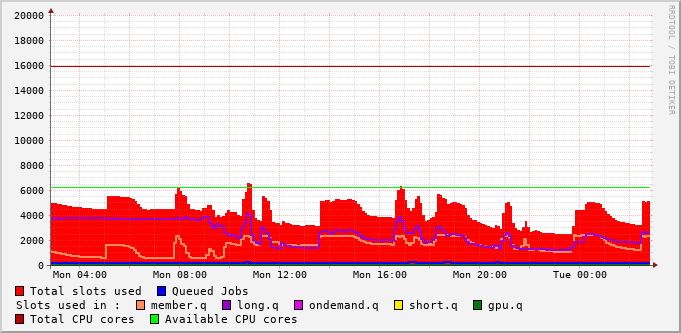 RRDTOOL / TOBI OETIKER
20000
18000
16000
14000
12000
10000
8000
6000
4000
2000
0
Mon 04:00 Mon 08:00 Mon 12:00 Mon 16:00 Mon 20:00 Tue 00:00
Total slots used Queued Jobs
Slots used in : member.q long.q ondemand.q short.q gpu.q
Total CPU cores Available CPU cores